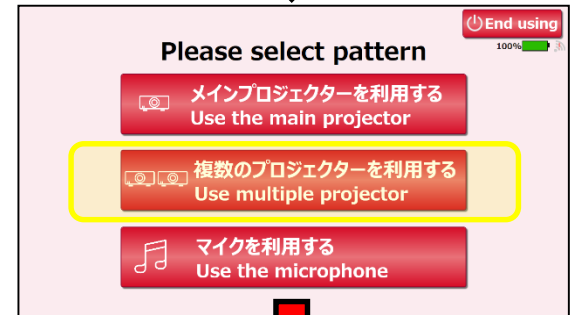 End using
100%
Please select pattern
メインプロジェクターを利用する
Use the main projector
複数のプロジェクターを利用する
Use multiple projector
マイクを利用する
Use the microphone